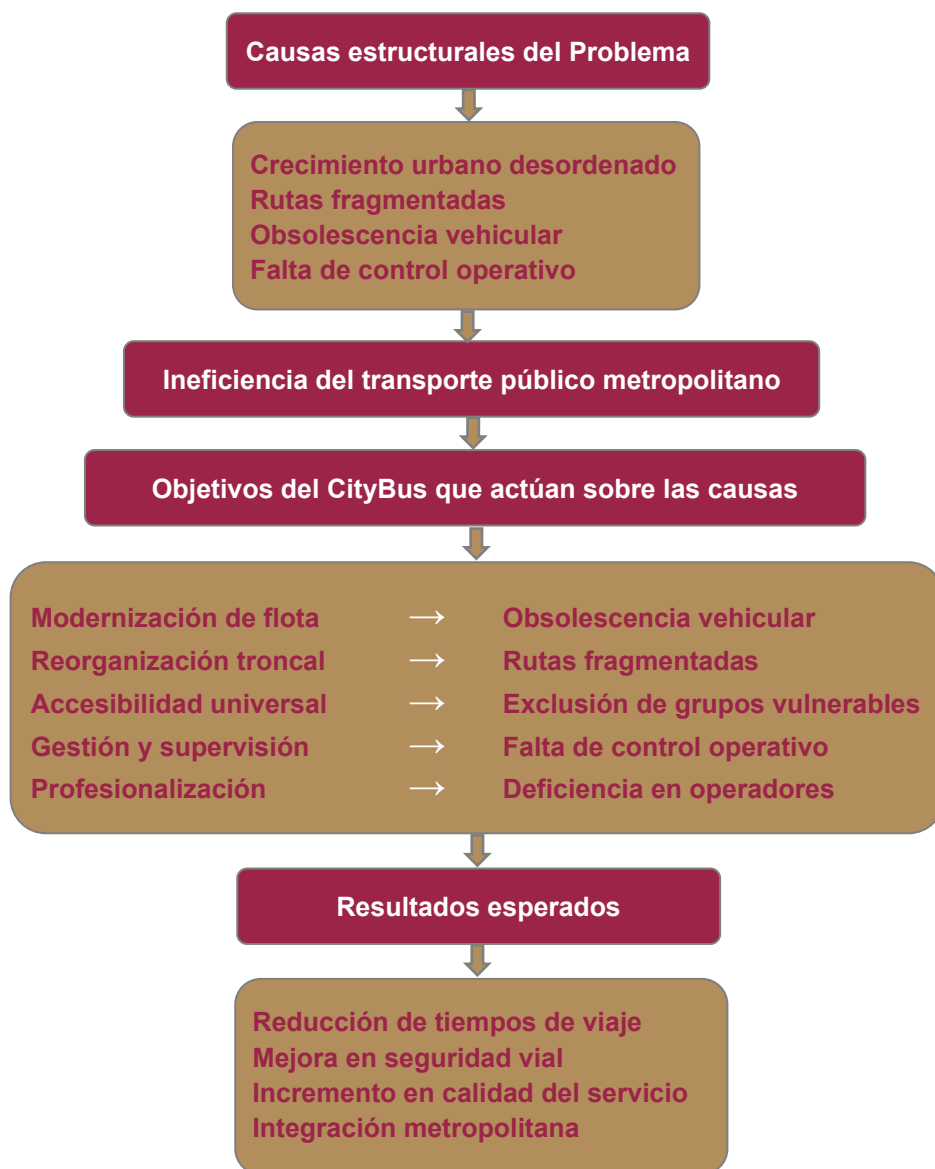 Causas estructurales del Problema
Crecimiento urbano desordenado
Rutas fragmentadas
Obsolescencia vehicular
Falta de control operativo
Ineficiencia del transporte público metropolitano
Objetivos del CityBus que actúan sobre las causas
Modernización de flota → Obsolescencia vehicular
Reorganización troncal → Rutas fragmentadas
Accesibilidad universal → Exclusión de grupos vulnerables
Gestión y supervisión → Falta de control operativo
Profesionalización → Deficiencia en operadores
Resultados esperados
Reducción de tiempos de viaje
Mejora en seguridad vial
Incremento en calidad del servicio
Integración metropolitana